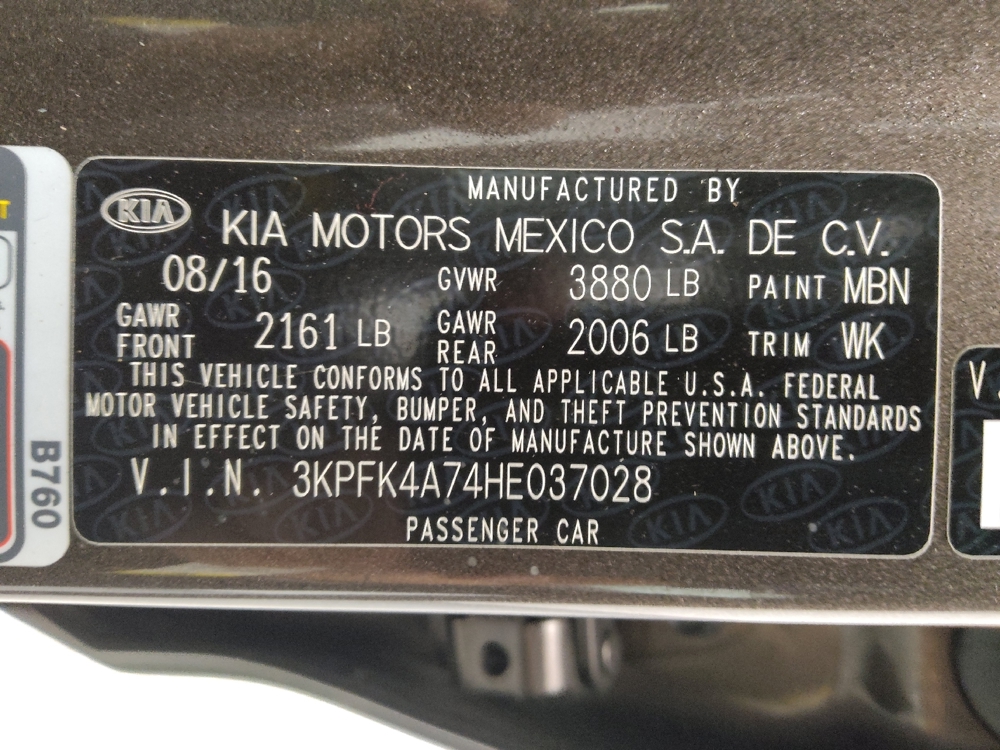 MANUFACTURED BY
KIA
KIA MOTORS MEXICO S.A. DE C.V.
08/16 GVWR 3880 LB PAINT MBN
GAWR FRONT 2161 LB GAWR REAR 2006 LB TRIM WK
THIS VEHICLE CONFORMS TO ALL APPLICABLE U.S.A. FEDERAL
MOTOR VEHICLE SAFETY, BUMPER, AND THEFT PREVENTION STANDARDS
IN EFFECT ON THE DATE OF MANUFACTURE SHOWN ABOVE.
V.I.N. 3KPFK4A74HE037028
PASSENGER CAR
B760
V